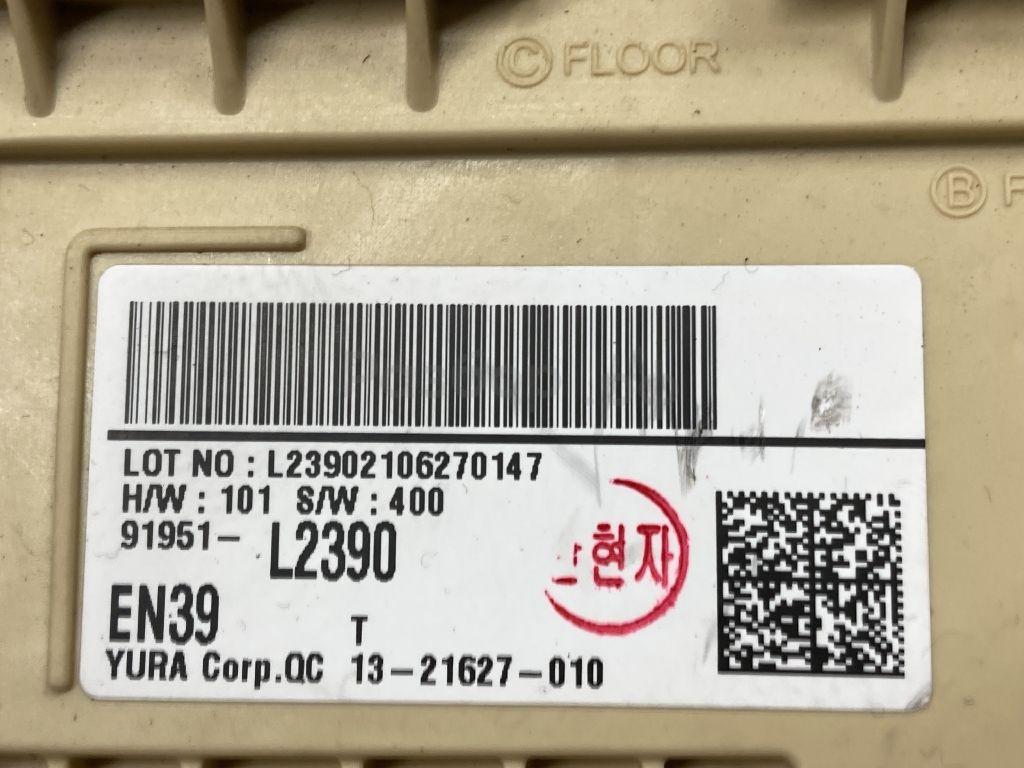 © FLOOR
Ⓑ F
LOT NO : L23902106270147
H/W : 101 S/W : 400
91951- L2390
현자
EN39
T
YURA Corp.QC 13-21627-010